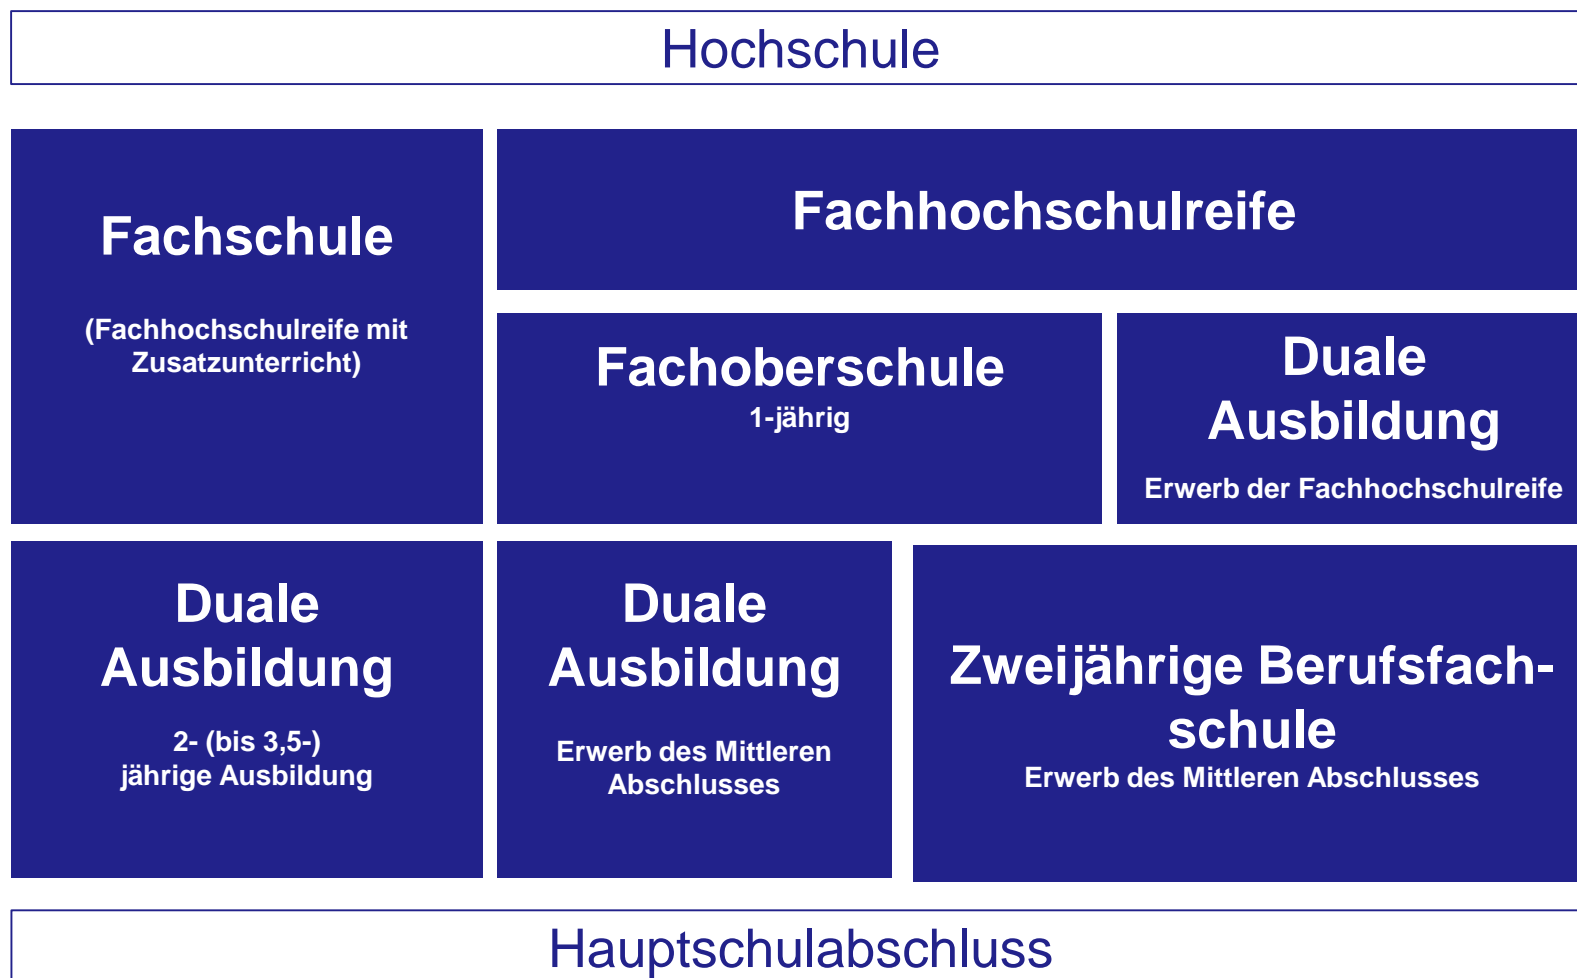 Hochschule
Fachschule
(Fachhochschulreife mit
Zusatzunterricht)
Fachhochschulreife
Fachoberschule
1-jährig
Duale
Ausbildung
Erwerb der Fachhochschulreife
Duale
Ausbildung
2- (bis 3,5-)
jährige Ausbildung
Duale
Ausbildung
Erwerb des Mittleren
Abschlusses
Zweijährige Berufsfach-
schule
Erwerb des Mittleren Abschlusses
Hauptschulabschluss